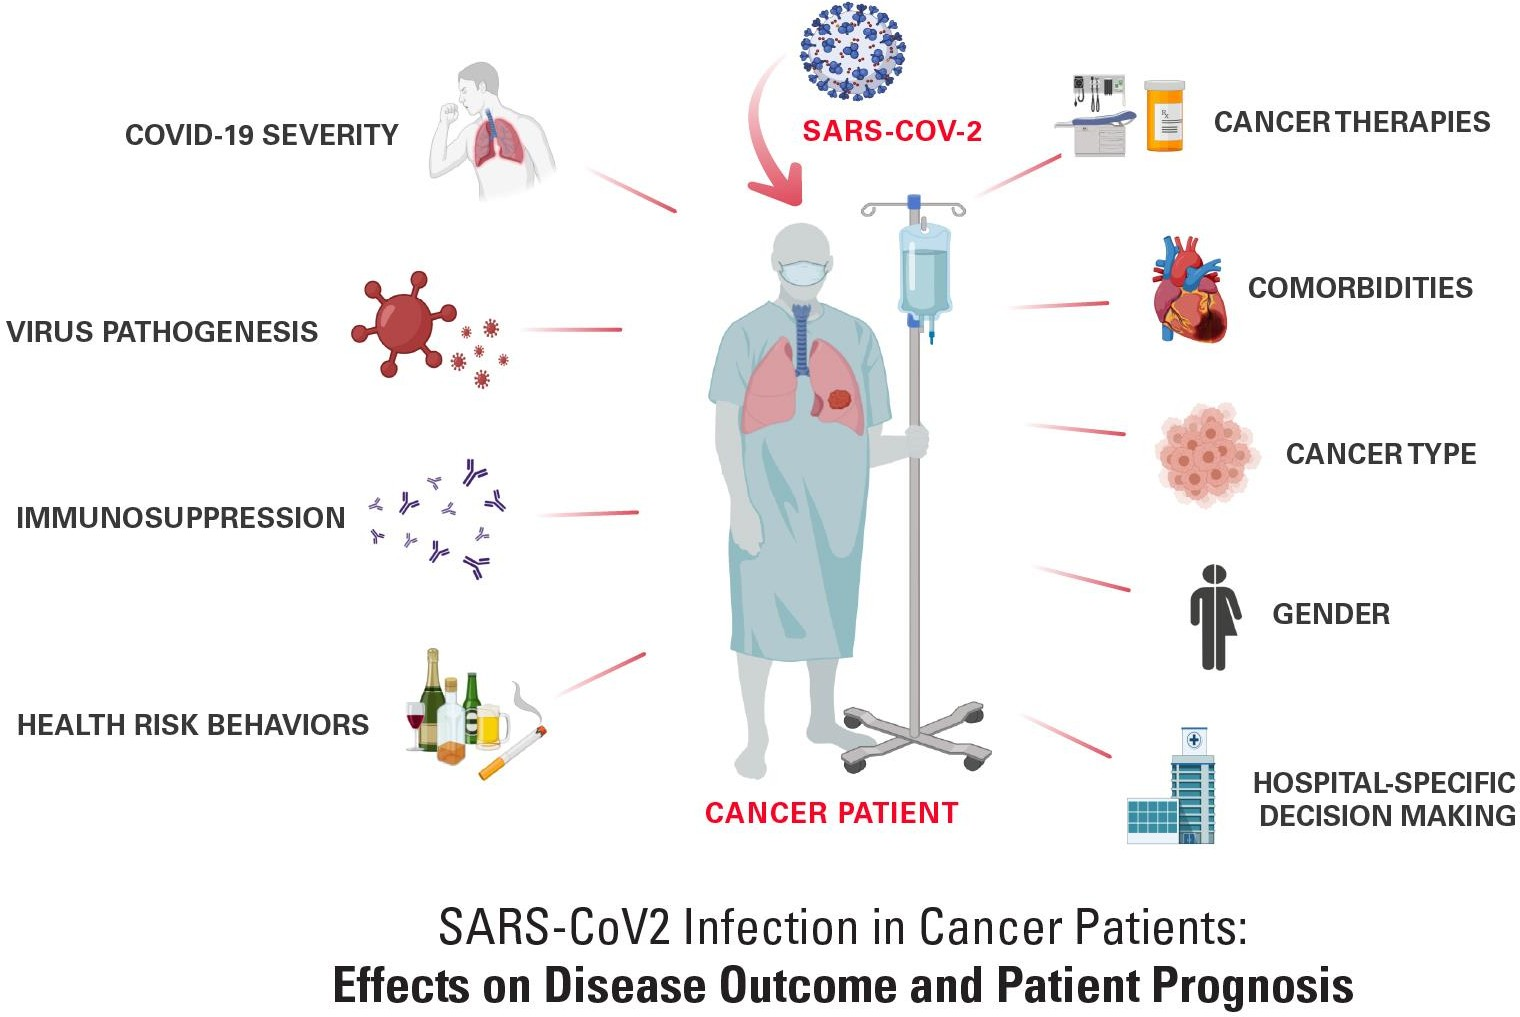 SARS-COV-2
COVID-19 SEVERITY
CANCER THERAPIES
Rx
VIRUS PATHOGENESIS
COMORBIDITIES
IMMUNOSUPPRESSION
CANCER TYPE
HEALTH RISK BEHAVIORS
GENDER
HOSPITAL-SPECIFIC
DECISION MAKING
CANCER PATIENT
SARS-CoV2 Infection in Cancer Patients:
Effects on Disease Outcome and Patient Prognosis